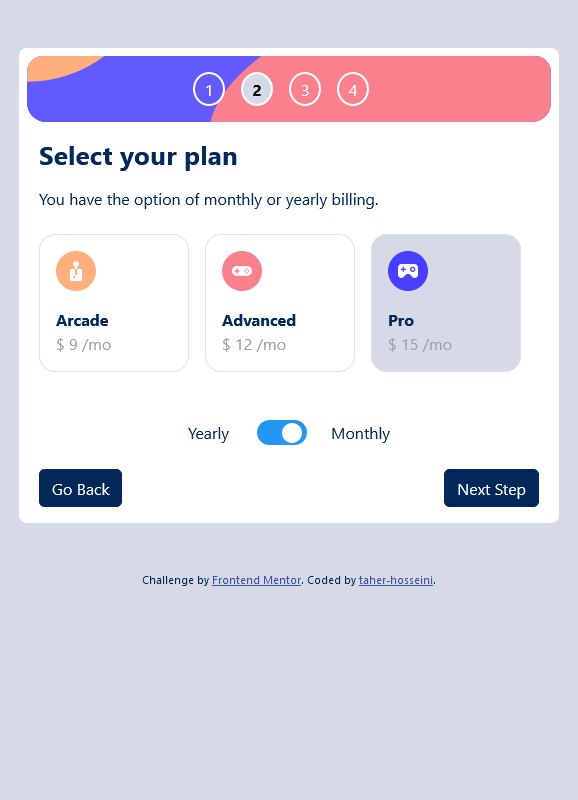 1 2 3 4
Select your plan
You have the option of monthly or yearly billing.
Arcade
$ 9 /mo
Advanced
$ 12 /mo
Pro
$ 15 /mo
Yearly Monthly
Go Back Next Step
Challenge by Frontend Mentor. Coded by taher-hosseini.